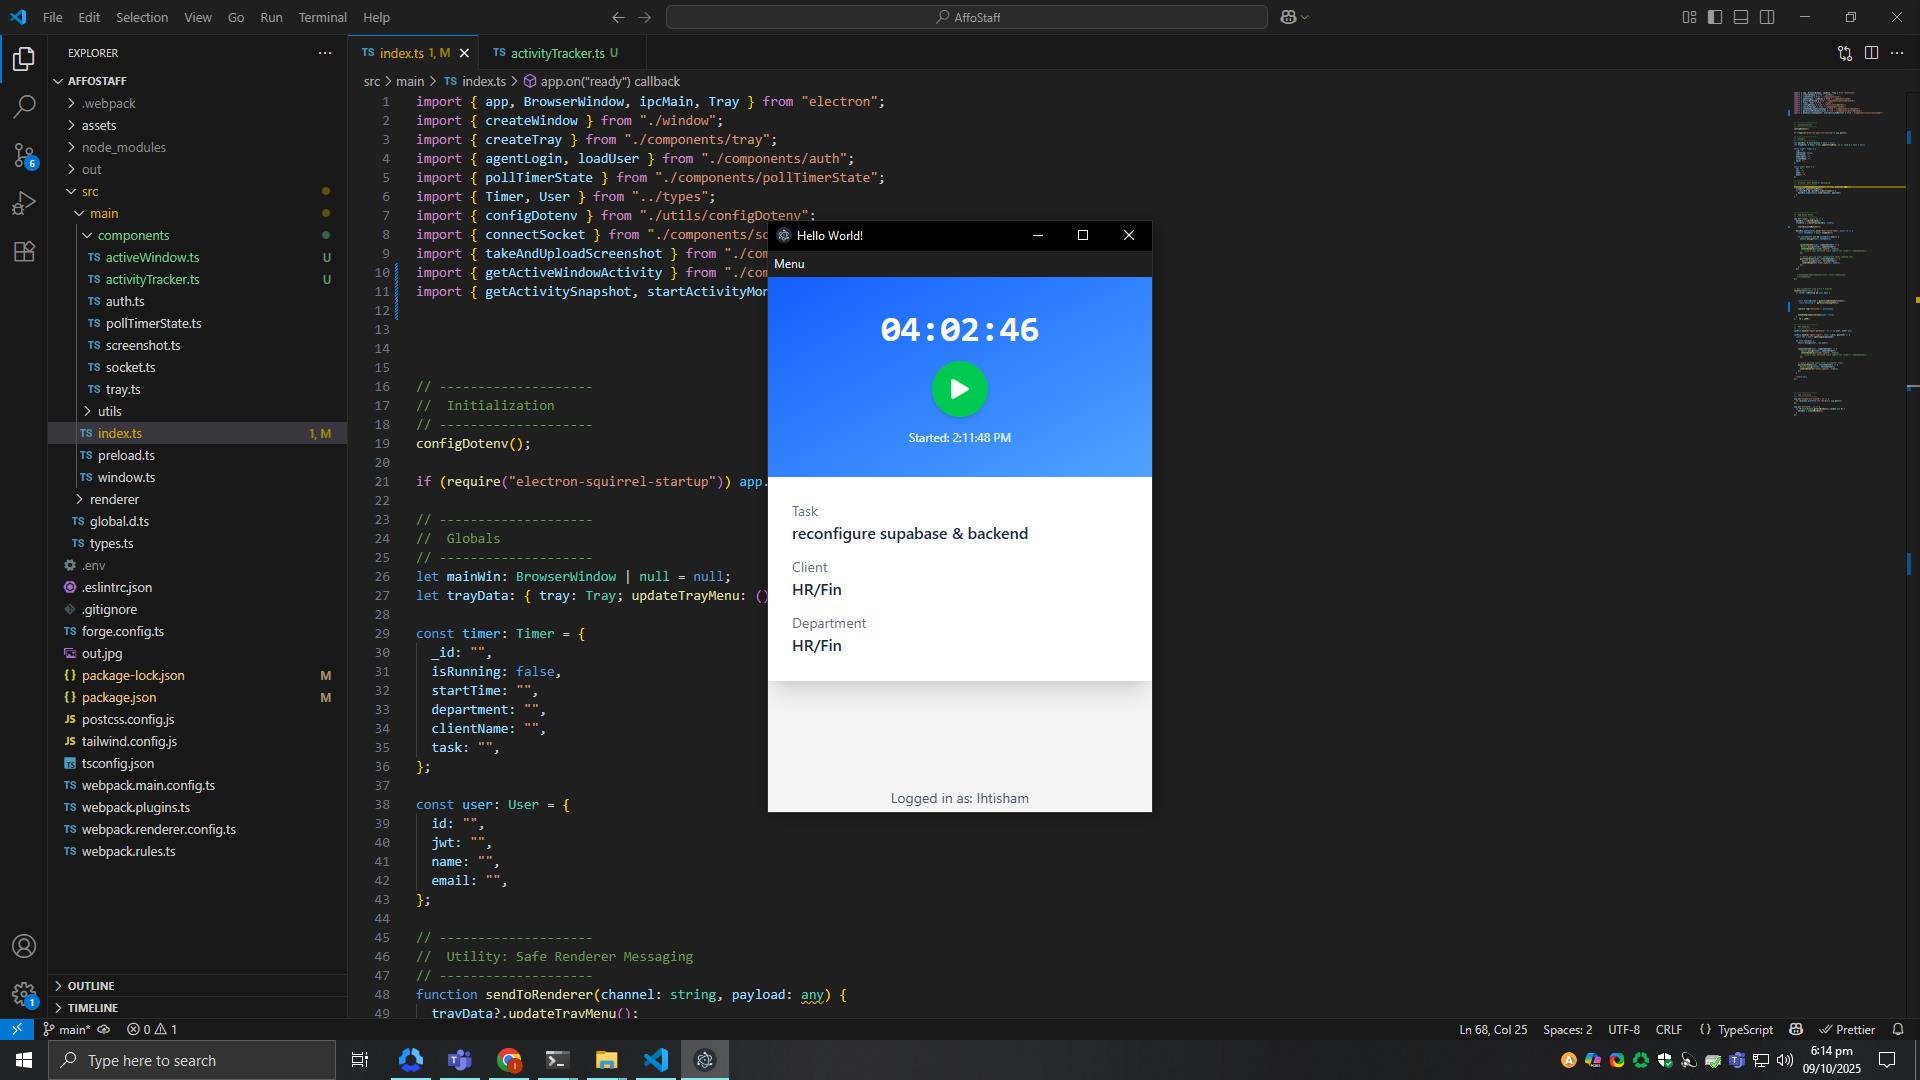 File Edit Selection View Go Run Terminal Help
AffoStaff
EXPLORER
AFFOSTAFF
.webpack
assets
node_modules
out
src
main
components
activeWindow.ts U
activityTracker.ts U
auth.ts
pollTimerState.ts
screenshot.ts
socket.ts
tray.ts
utils
index.ts 1, M
preload.ts
window.ts
renderer
global.d.ts
types.ts
.env
.eslintrc.json
.gitignore
forge.config.ts
out.jpg
package-lock.json M
package.json M
postcss.config.js
tailwind.config.js
tsconfig.json
webpack.main.config.ts
webpack.plugins.ts
webpack.renderer.config.ts
webpack.rules.ts
OUTLINE
TIMELINE
TS index.ts 1, M
TS activityTracker.ts U
src > main > TS index.ts > app.on("ready") callback
1 import { app, BrowserWindow, ipcMain, Tray } from "electron";
2 import { createWindow } from "./window";
3 import { createTray } from "./components/tray";
4 import { agentLogin, loadUser } from "./components/auth";
5 import { pollTimerState } from "./components/pollTimerState";
6 import { Timer, User } from "../types";
7 import { configDotenv } from "./utils/configDotenv";
8 import { connectSocket } from "./components/so
9 import { takeAndUploadScreenshot } from "./com
10 import { getActiveWindowActivity } from "./com
11 import { getActivitySnapshot, startActivityMon
12
13
14
15
16 // --------------------
17 // Initialization
18 // --------------------
19 configDotenv();
20
21 if (require("electron-squirrel-startup")) app.
22
23 // --------------------
24 // Globals
25 // --------------------
26 let mainWin: BrowserWindow | null = null;
27 let trayData: { tray: Tray; updateTrayMenu: ()
28
29 const timer: Timer = {
30 _id: "",
31 isRunning: false,
32 startTime: "",
33 department: "",
34 clientName: "",
35 task: "",
36 };
37
38 const user: User = {
39 id: "",
40 jwt: "",
41 name: "",
42 email: "",
43 };
44
45 // --------------------
46 // Utility: Safe Renderer Messaging
47 // --------------------
48 function sendToRenderer(channel: string, payload: any) {
49 trayData?.updateTrayMenu();
Hello World!
Menu
04:02:46
Started: 2:11:48 PM
Task
reconfigure supabase & backend
Client
HR/Fin
Department
HR/Fin
Logged in as: Ihtisham
main* 0 1
Ln 68, Col 25 Spaces: 2 UTF-8 CRLF {} TypeScript Prettier
Type here to search
6:14 pm
09/10/2025